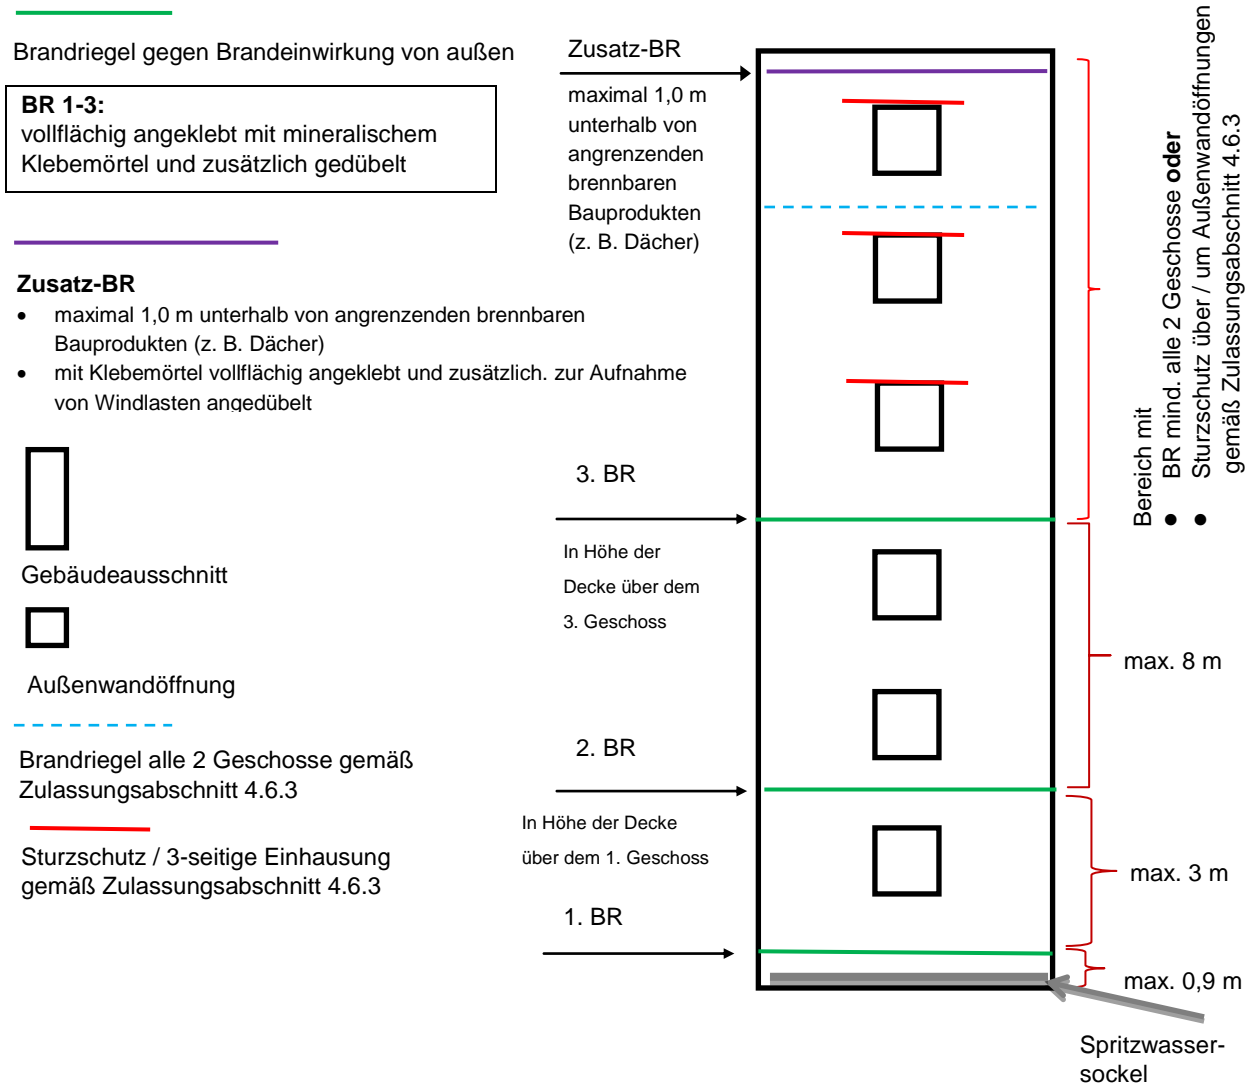 Brandriegel gegen Brandeinwirkung von außen
BR 1-3:
vollflächig angeklebt mit mineralischem
Klebemörtel und zusätzlich gedübelt
Zusatz-BR
• maximal 1,0 m unterhalb von angrenzenden brennbaren
Bauprodukten (z. B. Dächer)
• mit Klebemörtel vollflächig angeklebt und zusätzlich. zur Aufnahme
von Windlasten angedübelt
Gebäudeausschnitt
Außenwandöffnung
Brandriegel alle 2 Geschosse gemäß
Zulassungsabschnitt 4.6.3
Sturzschutz / 3-seitige Einhausung
gemäß Zulassungsabschnitt 4.6.3
Zusatz-BR
maximal 1,0 m
unterhalb von
angrenzenden
brennbaren
Bauprodukten
(z. B. Dächer)
3. BR
In Höhe der
Decke über dem
3. Geschoss
2. BR
In Höhe der Decke
über dem 1. Geschoss
1. BR
Bereich mit
• BR mind. alle 2 Geschosse oder
• Sturzschutz über / um Außenwandöffnungen
gemäß Zulassungsabschnitt 4.6.3
max. 8 m
max. 3 m
max. 0,9 m
Spritzwasser-
sockel